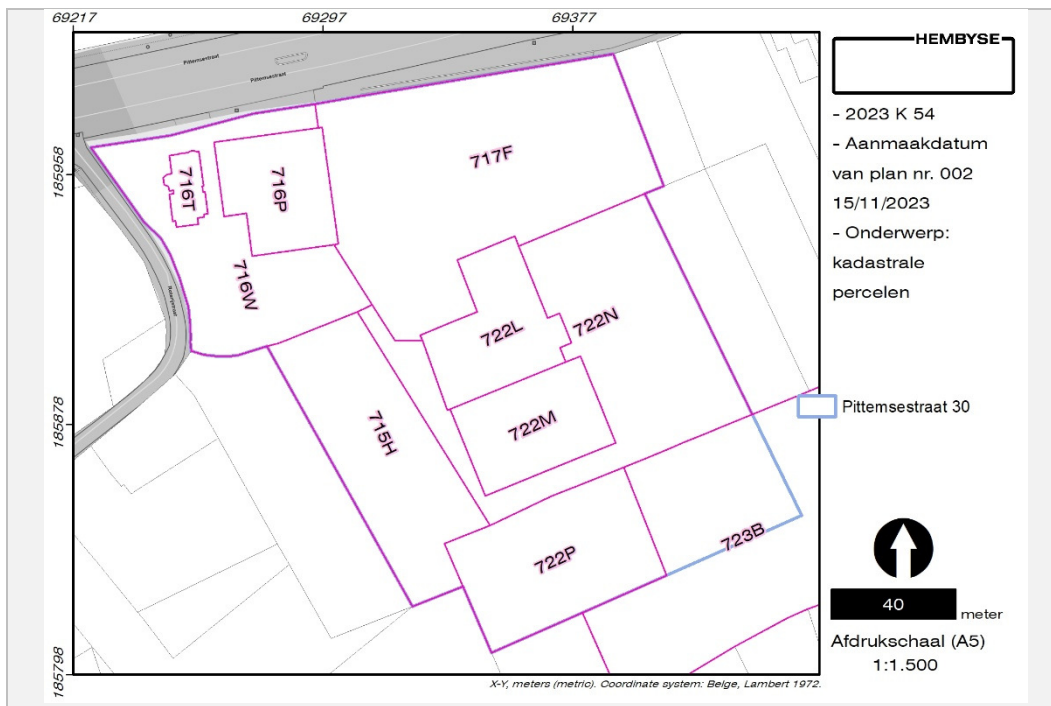 69217 69297 69377
HEMBYSE
- 2023 K 54
- Aanmaakdatum
van plan nr. 002
15/11/2023
- Onderwerp:
kadastrale
percelen
Pittemsestraat
Pittemsestraat
185958
717F
716T
716P
716W
722L
722N
Pittemsestraat 30
185878
715H
722M
723B
722P
40 meter
Afdrukschaal (A5)
1:1.500
185798
X-Y, meters (metric). Coordinate system: Belge, Lambert 1972.